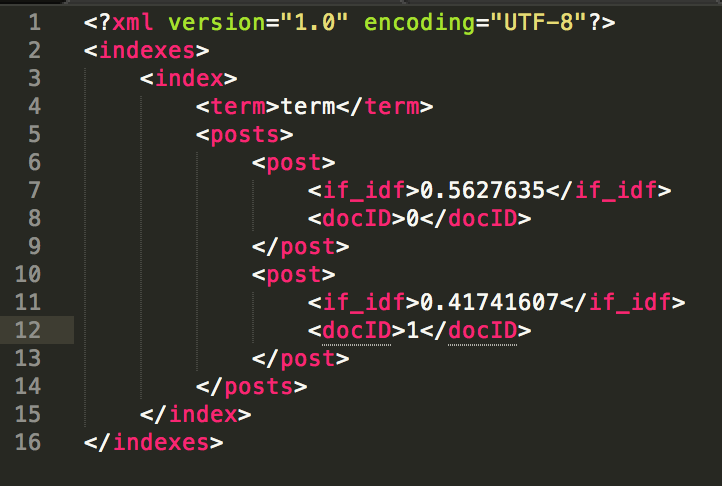 1 <?xml version="1.0" encoding="UTF-8"?>
2 <indexes>
3 <index>
4 <term>term</term>
5 <posts>
6 <post>
7 <if_idf>0.5627635</if_idf>
8 <docID>0</docID>
9 </post>
10 <post>
11 <if_idf>0.41741607</if_idf>
12 <docID>1</docID>
13 </post>
14 </posts>
15 </index>
16 </indexes>